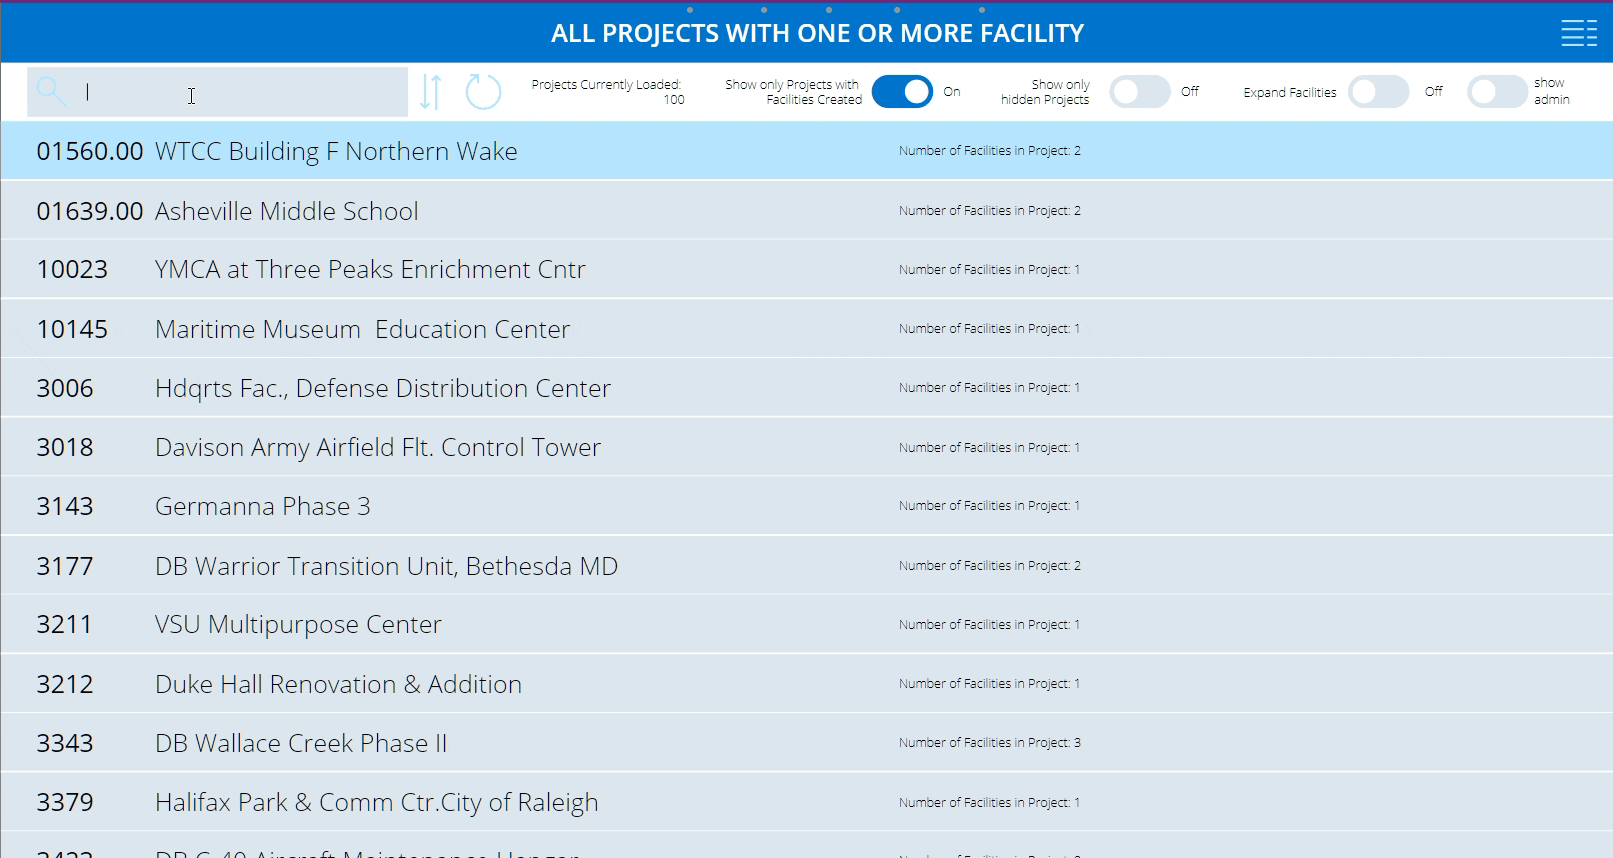 ALL PROJECTS WITH ONE OR MORE FACILITY
Projects Currently Loaded:
100
Show only Projects with
Facilities Created
On
Show only
hidden Projects
Off
Expand Facilities
Off
show
admin
01560.00 WTCC Building F Northern Wake Number of Facilities in Project: 2
01639.00 Asheville Middle School Number of Facilities in Project: 2
10023 YMCA at Three Peaks Enrichment Cntr Number of Facilities in Project: 1
10145 Maritime Museum  Education Center Number of Facilities in Project: 1
3006 Hdqrts Fac., Defense Distribution Center Number of Facilities in Project: 1
3018 Davison Army Airfield Flt. Control Tower Number of Facilities in Project: 1
3143 Germanna Phase 3 Number of Facilities in Project: 1
3177 DB Warrior Transition Unit, Bethesda MD Number of Facilities in Project: 2
3211 VSU Multipurpose Center Number of Facilities in Project: 1
3212 Duke Hall Renovation & Addition Number of Facilities in Project: 1
3343 DB Wallace Creek Phase II Number of Facilities in Project: 3
3379 Halifax Park & Comm Ctr.City of Raleigh Number of Facilities in Project: 1
DB C-40 Aircraft Maintenance Hangar